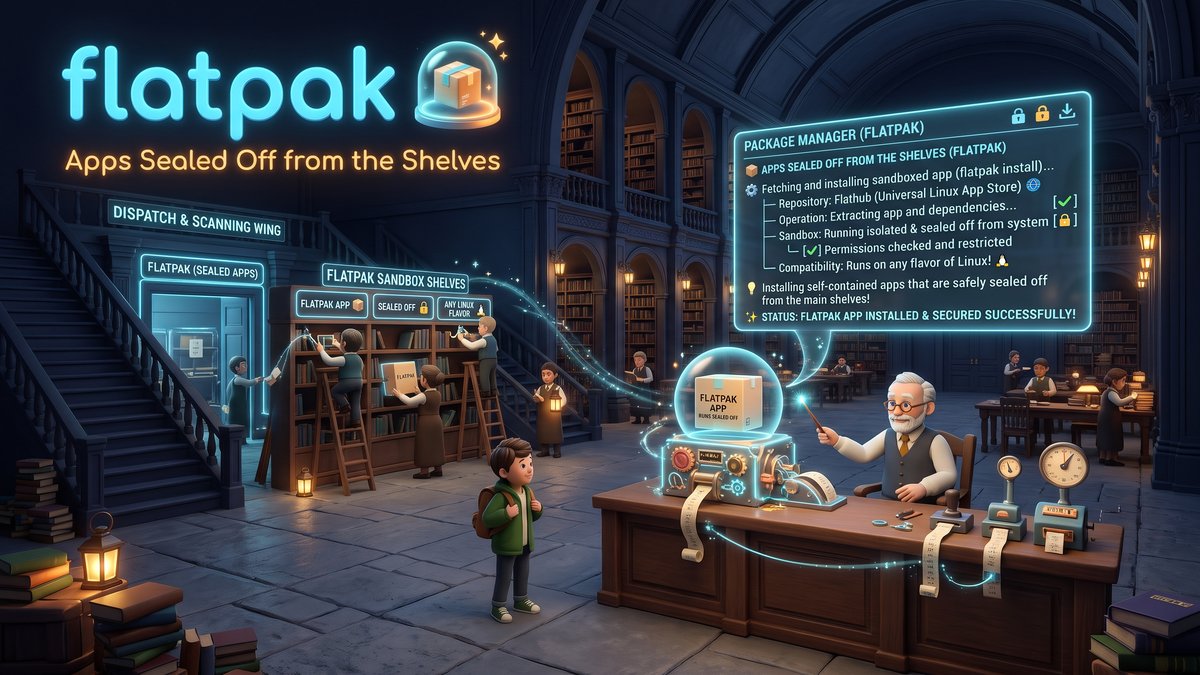 flatpak
Apps Sealed Off from the Shelves
DISPATCH & SCANNING WING
FLATPAK (SEALED APPS)
FLATPAK SANDBOX SHELVES
FLATPAK APP
SEALED OFF
ANY LINUX
FLAVOR
FLATPAK
PACKAGE MANAGER (FLATPAK)
APPS SEALED OFF FROM THE SHELVES (FLATPAK)
Fetching and installing sandboxed app (flatpak install)...
Repository: Flathub (Universal Linux App Store)
Operation: Extracting app and dependencies... [✓]
Sandbox: Running isolated & sealed off from system [🔒]
[✓] Permissions checked and restricted
Compatibility: Runs on any flavor of Linux!
Installing self-contained apps that are safely sealed off
from the main shelves!
STATUS: FLATPAK APP INSTALLED & SECURED SUCCESSFULLY!
FLATPAK
APP
RUNS SEALED OFF